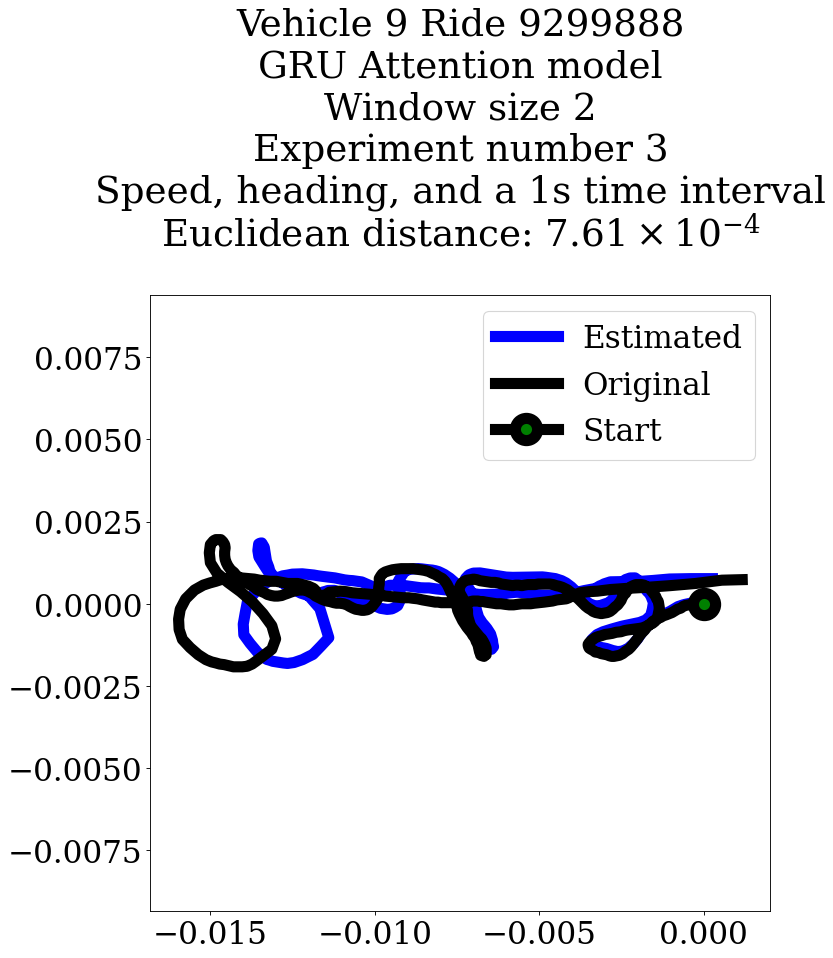 Vehicle 9 Ride 9299888
GRU Attention model
Window size 2
Experiment number 3
Speed, heading, and a 1s time interval
Euclidean distance: 7.61 × 10⁻⁴
Estimated
Original
Start
0.0075
0.0050
0.0025
0.0000
−0.0025
−0.0050
−0.0075
−0.015 −0.010 −0.005 0.000